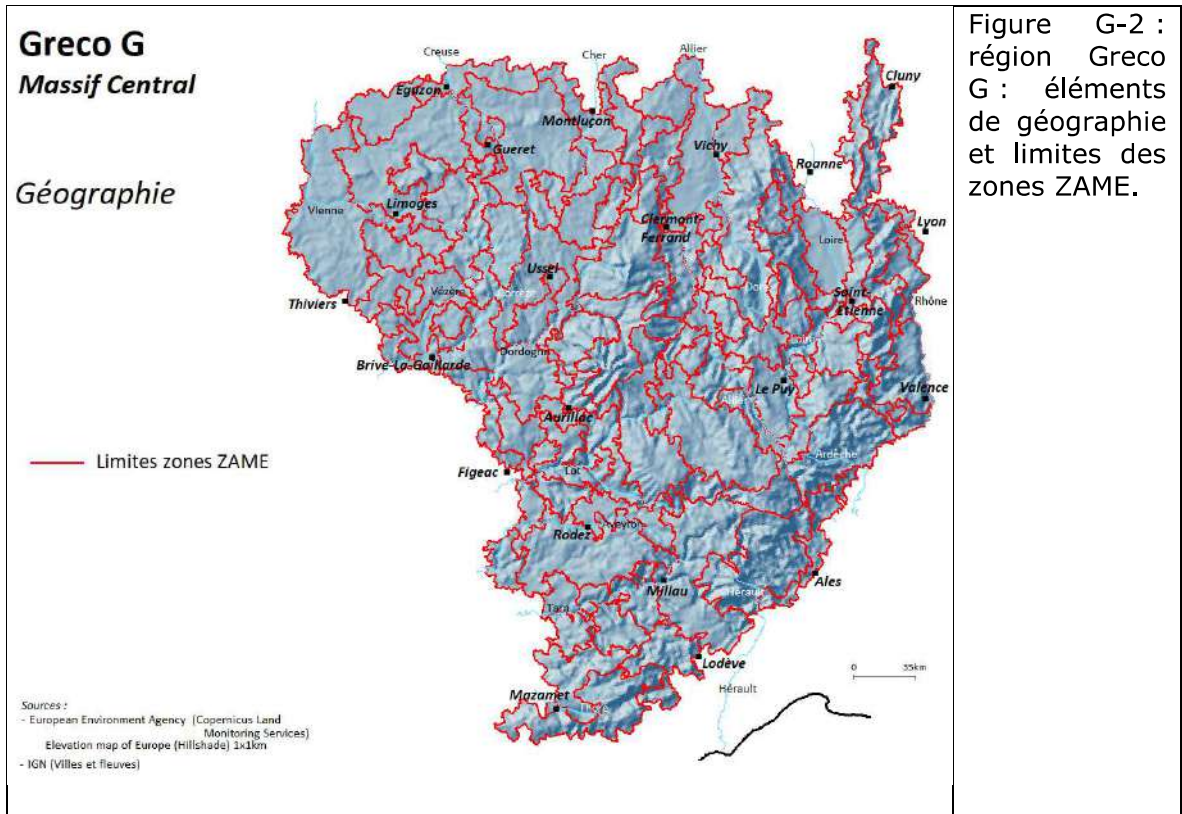 Greco G
Massif Central
Géographie
Creuse
Cher
Allier
Eguzon
Cluny
Montluçon
Gueret
Vichy
Roanne
Vienne
Limoges
Lyon
Clermont-
Ferrand
Loire
Ussel
Saint-
Etienne
Thiviers
Vézère
Corrèze
Dore
Rhône
Dordogne
Brive-La-Gaillarde
Le Puy
Valence
Aurillac
Ardèche
Limites zones ZAME
Figeac
Lot
Rodez
Aveyron
Millau
Ales
Hérault
Tarn
Lodève
0 35km
Hérault
Mazamet
Sources :
- European Environment Agency (Copernicus Land
Monitoring Services)
Elevation map of Europe (Hillshade) 1x1km
- IGN (Villes et fleuves)
Figure G-2 :
région Greco
G : éléments
de géographie
et limites des
zones ZAME.